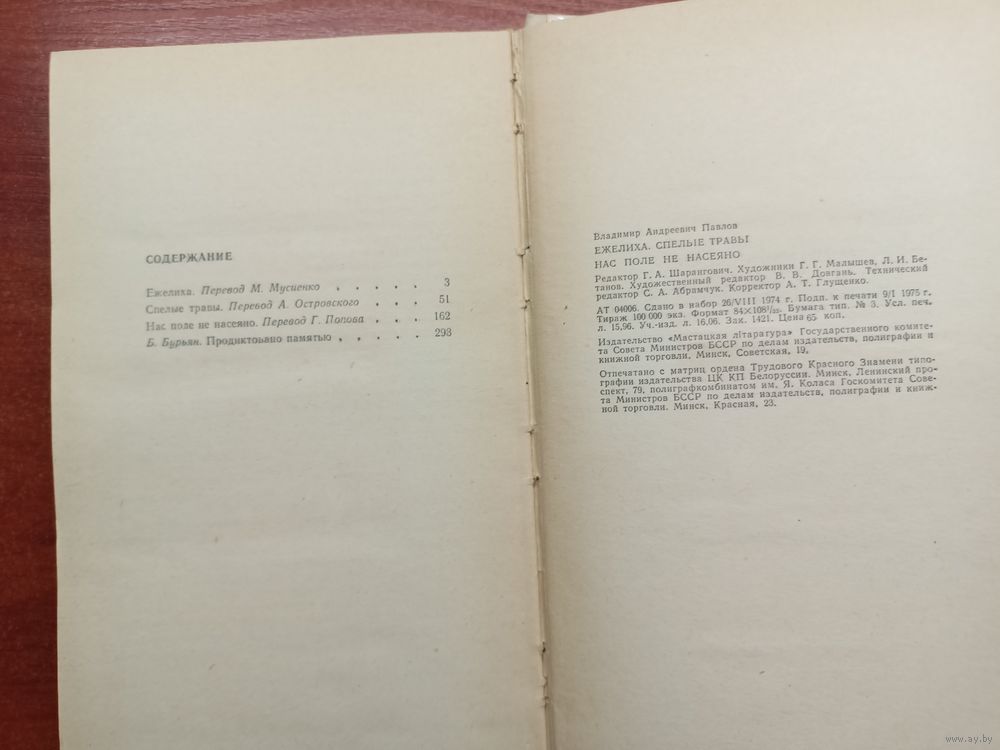 СОДЕРЖАНИЕ
Ежелиха. Перевод М. Мусиенко , . . . . . 3
Спелые травы. Перевод А. Островского . . . . 51
Нас поле не насеяно. Перевод Г. Попова . . . . 162
Б. Бурьян. Продиктовано памятью , . . . . 293
Владимир Андреевич Павлов
ЕЖЕЛИХА. СПЕЛЫЕ ТРАВЫ
НАС ПОЛЕ НЕ НАСЕЯНО
Редактор Г. А. Шарангович. Художники Г. Г. Малышев, Л. И. Бе-
танов. Художественный редактор В. В. Довгань. Технический
редактор С. А. Абрамчук. Корректор А. Т. Глущенко.
АТ 04006. Сдано в набор 26/VIII 1974 г. Подп. к печати 9/I 1975 г.
Тираж 100 000 экз. Формат 84×108¹/₃₂. Бумага тип. № 3. Усл. печ.
л. 15,96. Уч.-изд. л. 16.06. Зак. 1421. Цена 65 коп.
Издательство «Мастацкая літаратура» Государственного комите-
та Совета Министров БССР по делам издательств, полиграфии и
книжной торговли. Минск, Советская, 19.
Отпечатано с матриц ордена Трудового Красного Знамени типо-
графии издательства ЦК КП Белоруссии. Минск, Ленинский про-
спект, 79, полиграфкомбинатом им. Я. Коласа Госкомитета Сове-
та Министров БССР по делам издательств, полиграфии и книж-
ной торговли. Минск, Красная, 23.
www.ay.by